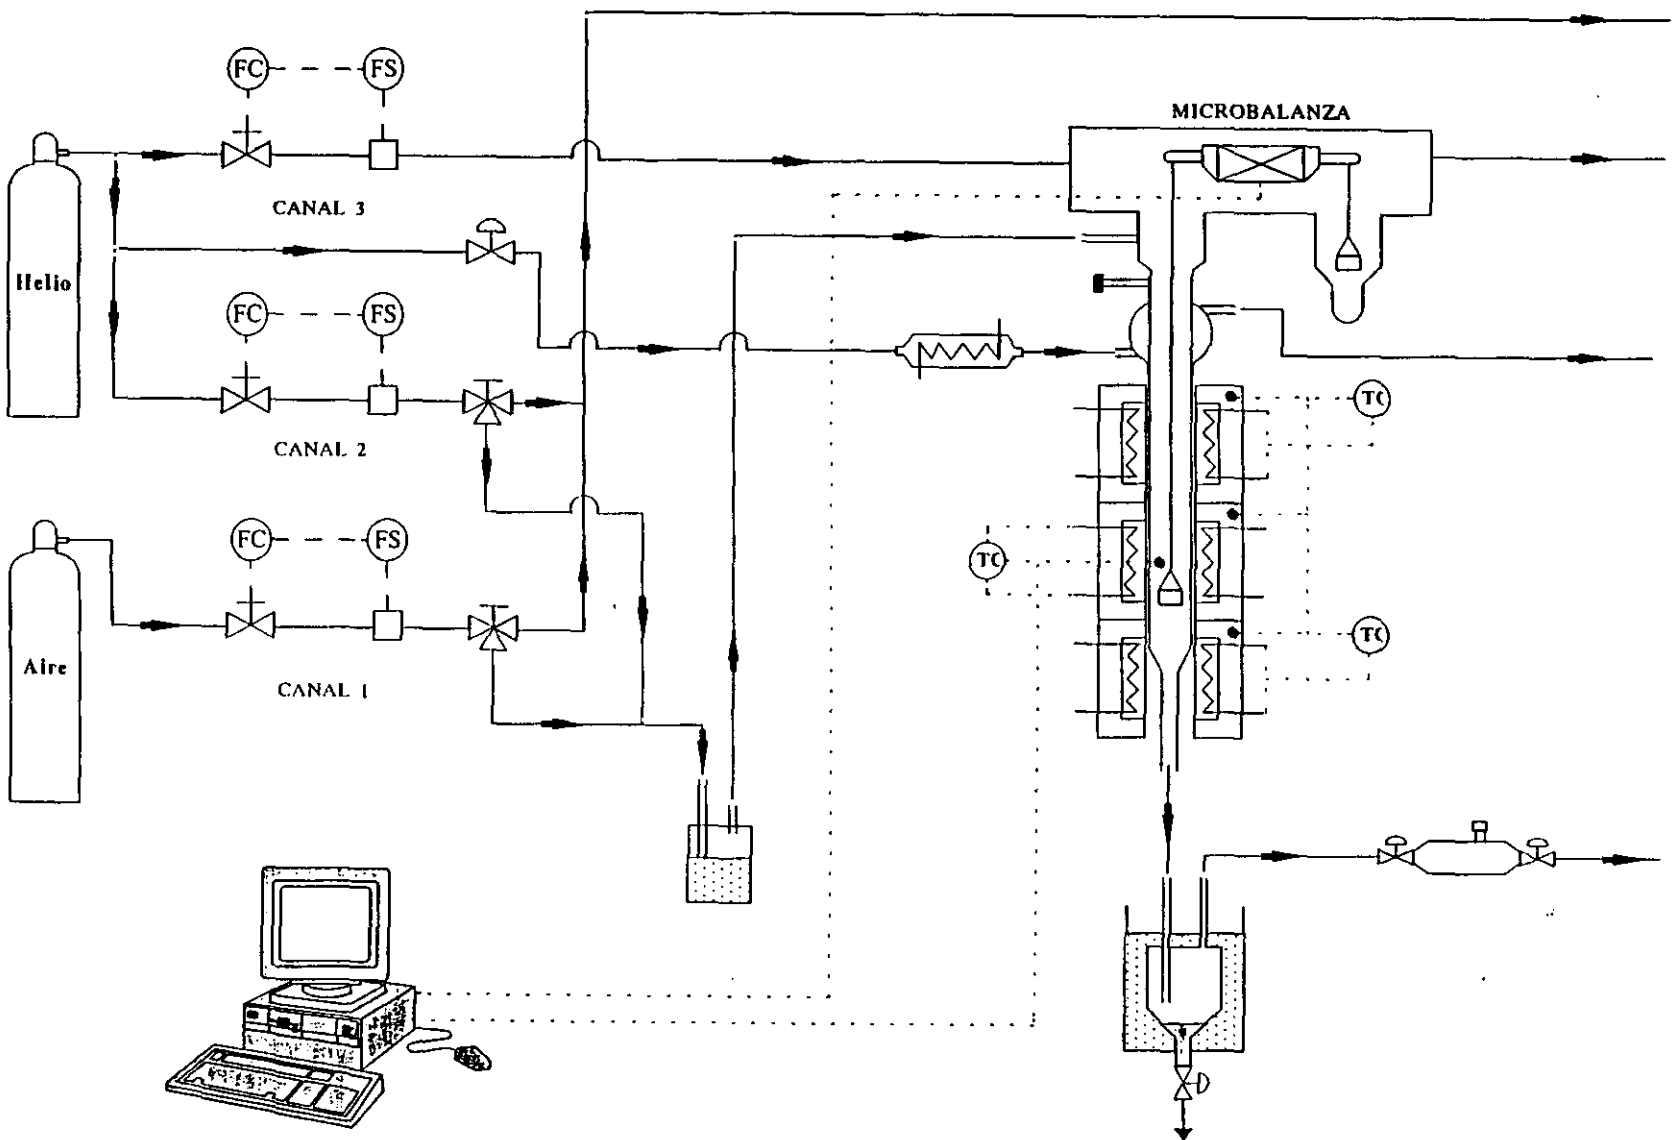 FC
FS
MICROBALANZA
CANAL 3
Helio
FC
FS
TC
CANAL 2
FC
FS
TC
Aire
TC
CANAL 1